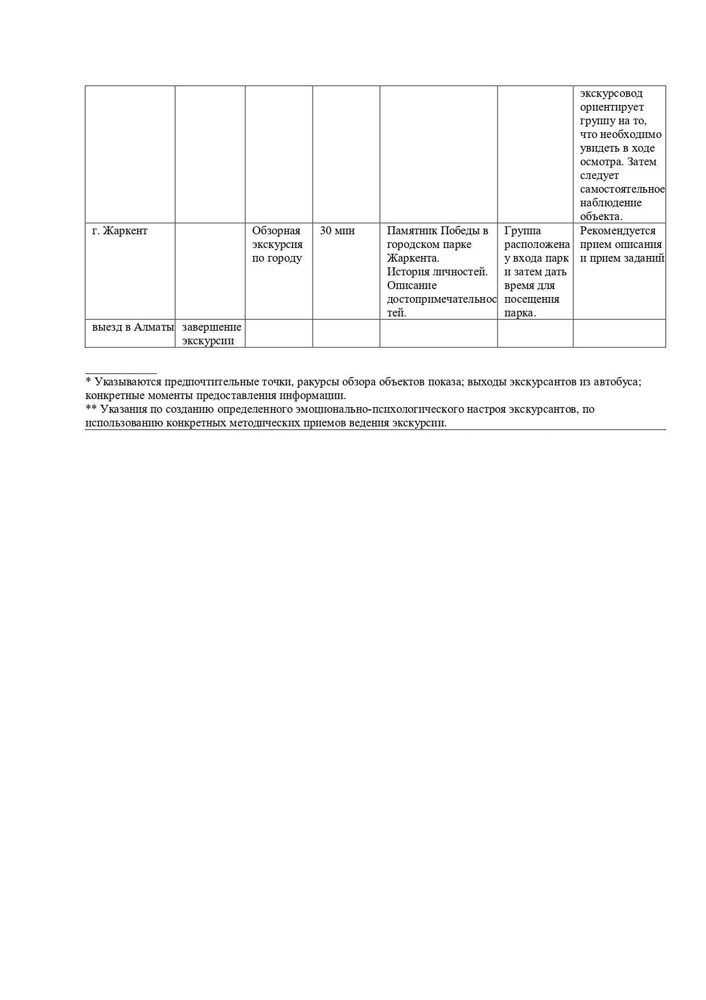 экскурсовод
ориентирует
группу на то,
что необходимо
увидеть в ходе
осмотра. Затем
следует
самостоятельное
наблюдение
объекта.
г. Жаркент
Обзорная
экскурсия
по городу
30 мин
Памятник Победы в
городском парке
Жаркента.
История личностей.
Описание
достопримечательнос
тей.
Группа
расположена
у входа парк
и затем дать
время для
посещения
парка.
Рекомендуется
прием описания
и прием заданий
выезд в Алматы
завершение
экскурсии
____________
* Указываются предпочтительные точки, ракурсы обзора объектов показа; выходы экскурсантов из автобуса;
конкретные моменты предоставления информации.
** Указания по созданию определенного эмоционально-психологического настроя экскурсантов, по
использованию конкретных методических приемов ведения экскурсии.